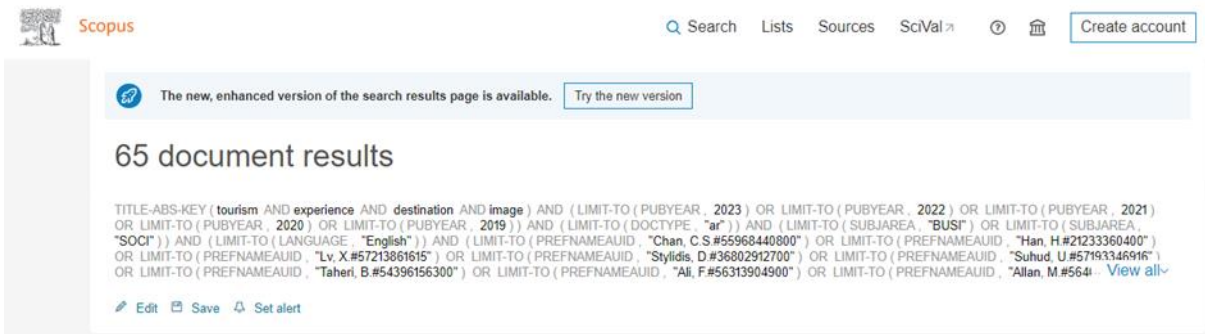 Scopus
Search Lists Sources SciVal Create account
The new, enhanced version of the search results page is available. Try the new version
65 document results
TITLE-ABS-KEY ( tourism AND experience AND destination AND image ) AND ( LIMIT-TO ( PUBYEAR , 2023 ) OR LIMIT-TO ( PUBYEAR , 2022 ) OR LIMIT-TO ( PUBYEAR , 2021 )
OR LIMIT-TO ( PUBYEAR , 2020 ) OR LIMIT-TO ( PUBYEAR , 2019 ) ) AND ( LIMIT-TO ( DOCTYPE , "ar" ) ) AND ( LIMIT-TO ( SUBJAREA , "BUSI" ) OR LIMIT-TO ( SUBJAREA ,
"SOCI" ) ) AND ( LIMIT-TO ( LANGUAGE , "English" ) ) AND ( LIMIT-TO ( PREFNAMEAUID , "Chan, C.S.#55968440800" ) OR LIMIT-TO ( PREFNAMEAUID , "Han, H.#21233360400" )
OR LIMIT-TO ( PREFNAMEAUID , "Lv, X.#57213861615" ) OR LIMIT-TO ( PREFNAMEAUID , "Stylidis, D.#36802912700" ) OR LIMIT-TO ( PREFNAMEAUID , "Suhud, U.#57193346916" )
OR LIMIT-TO ( PREFNAMEAUID , "Taheri, B.#54396156300" ) OR LIMIT-TO ( PREFNAMEAUID , "Ali, F.#56313904900" ) OR LIMIT-TO ( PREFNAMEAUID , "Allan, M.#564 View all
Edit Save Set alert